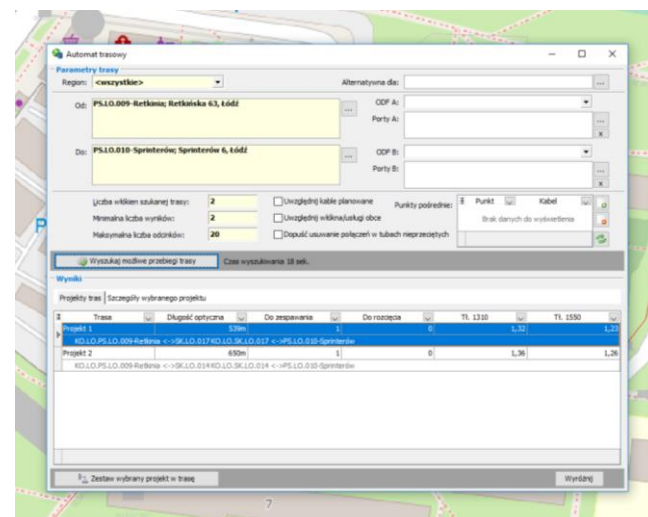 Automat trasowy
Parametry trasy
Region: <wszystkie>
Alternatywna dla:
Od: PS.LO.009-Retkinia; Retkińska 63, Łódź
ODF A:
Porty A:
Do: PS.LO.010-Sprinterów; Sprinterów 6, Łódź
ODF B:
Porty B:
x
x
Liczba włókien szukanej trasy: 2
Uwzględnij kable planowane
Minimalna liczba wyników: 2
Uwzględnij włókna/usługi obce
Maksymalna liczba odcinków: 20
Dopuść usuwanie połączeń w tubach nieprzeciętych
Punkty pośrednie:
Punkt Kabel
Brak danych do wyświetlenia
Wyszukaj możliwe przebiegi trasy
Czas wyszukiwania 18 sek.
Wyniki
Projekty tras Szczegóły wybranego projektu
Trasa Długość optyczna Do zespawania Do rozcięcia Tł. 1310 Tł. 1550
Projekt 1 539m 1 0 1,32 1,23
KO.LO.PS.LO.009-Retkinia <->SK.LO.017 KO.LO.SK.LO.017 <->PS.LO.010-Sprinterów
Projekt 2 650m 1 0 1,36 1,26
KO.LO.PS.LO.009-Retkinia <->SK.LO.014 KO.LO.SK.LO.014 <->PS.LO.010-Sprinterów
Zestaw wybrany projekt w trasę
Wyróżnij
7
P